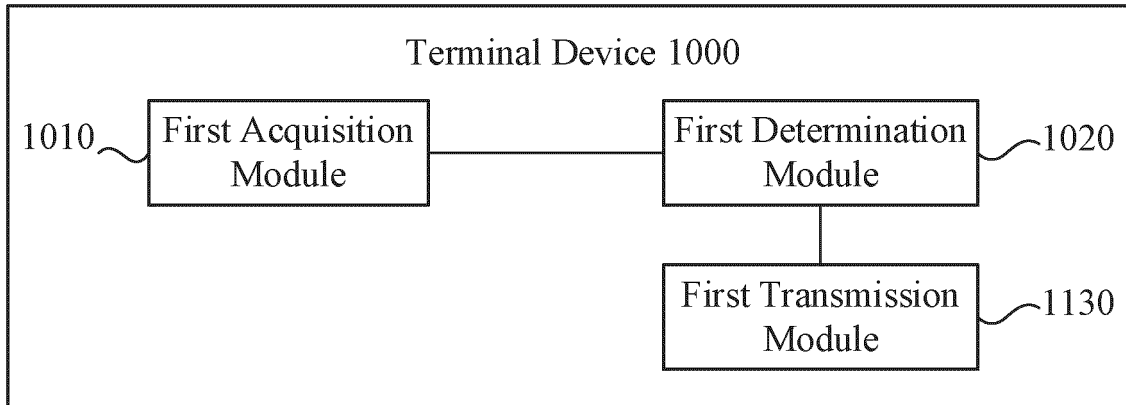 Terminal Device 1000
1010
First Acquisition
Module
First Determination
Module
1020
First Transmission
Module
1130